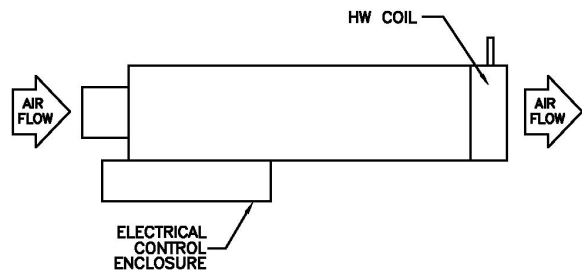 HW COIL
AIR
FLOW
AIR
FLOW
ELECTRICAL
CONTROL
ENCLOSURE